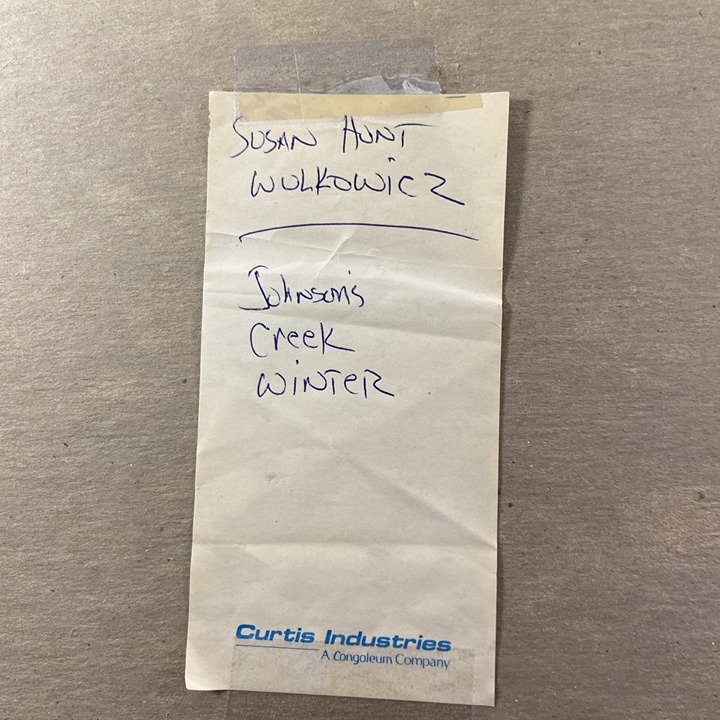 SUSAN HUNT
WULKOWICZ
Johnson's
Creek
WINTER
Curtis Industries
A Congoleum Company